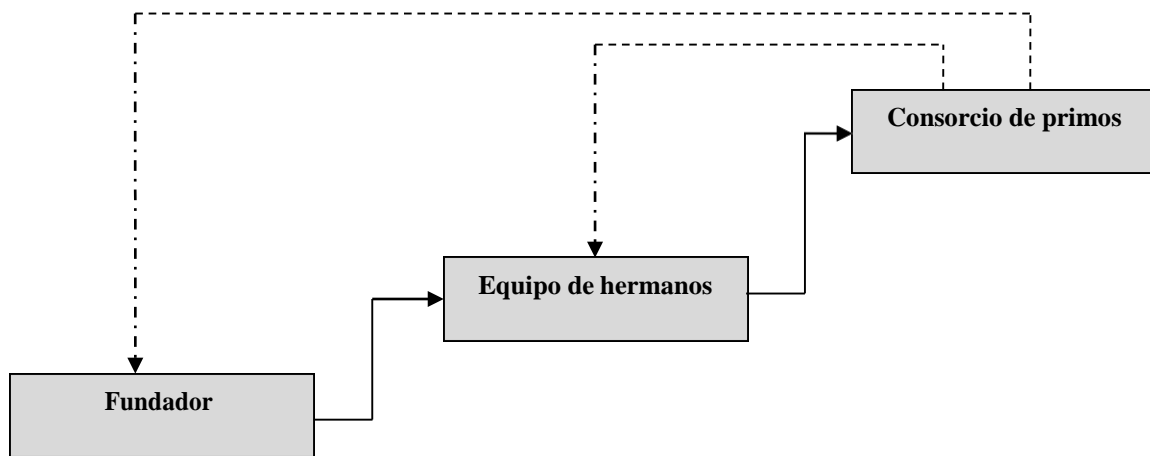 Consorcio de primos
Equipo de hermanos
Fundador